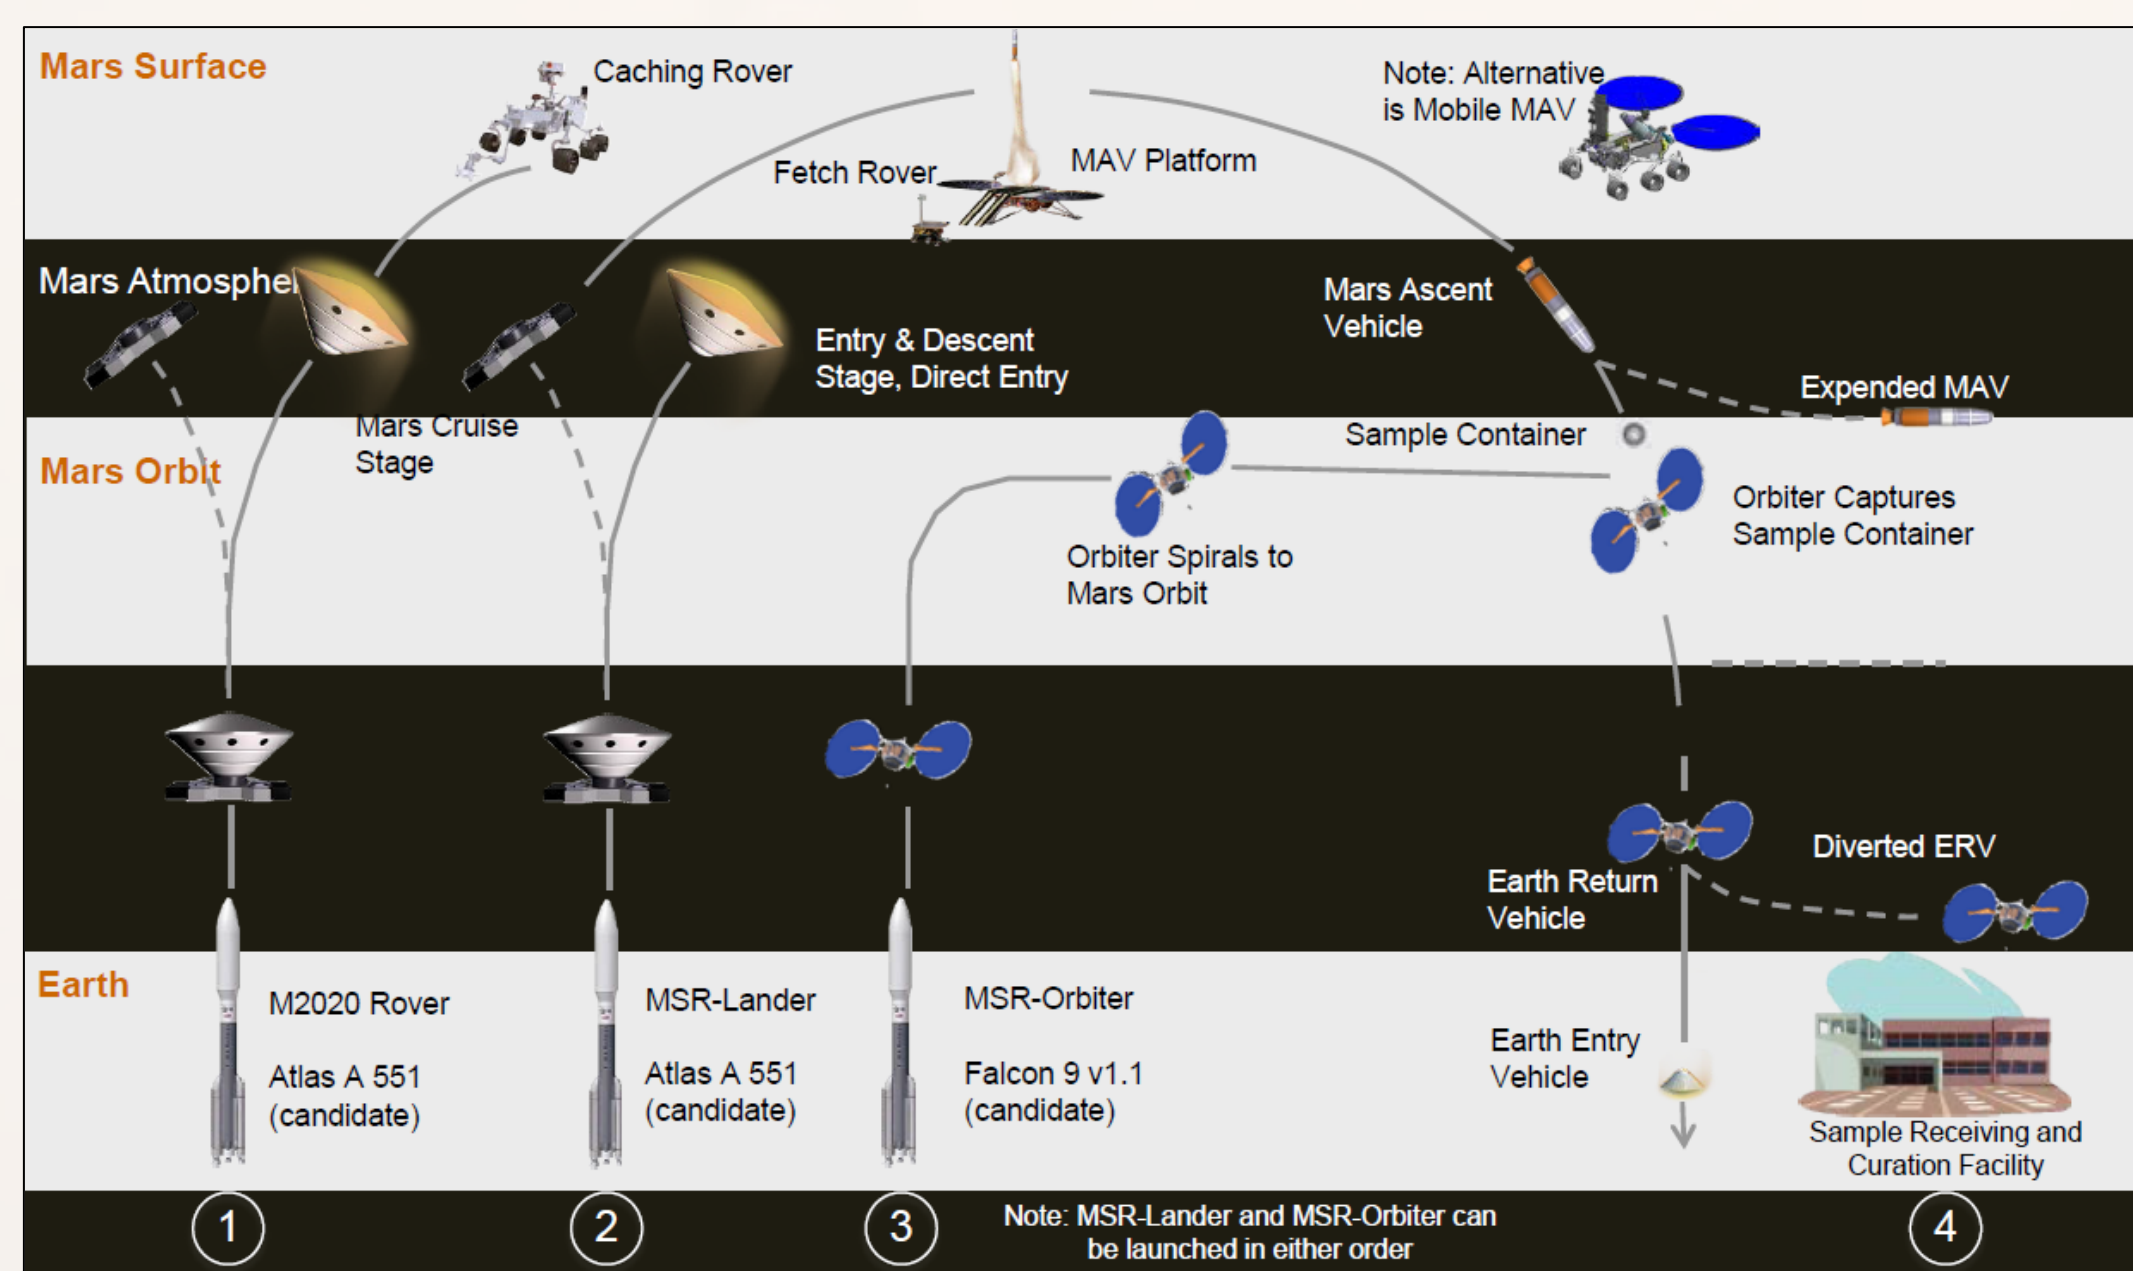 Mars Surface
Caching Rover
Note: Alternative
is Mobile MAV
Fetch Rover
MAV Platform
Mars Atmospher
Mars Ascent
Vehicle
Entry & Descent
Stage, Direct Entry
Expended MAV
Mars Cruise
Stage
Sample Container
Mars Orbit
Orbiter Captures
Sample Container
Orbiter Spirals to
Mars Orbit
Diverted ERV
Earth Return
Vehicle
Earth
M2020 Rover
Atlas A 551
(candidate)
MSR-Lander
Atlas A 551
(candidate)
MSR-Orbiter
Falcon 9 v1.1
(candidate)
Earth Entry
Vehicle
Sample Receiving and
Curation Facility
1
2
3
Note: MSR-Lander and MSR-Orbiter can
be launched in either order
4